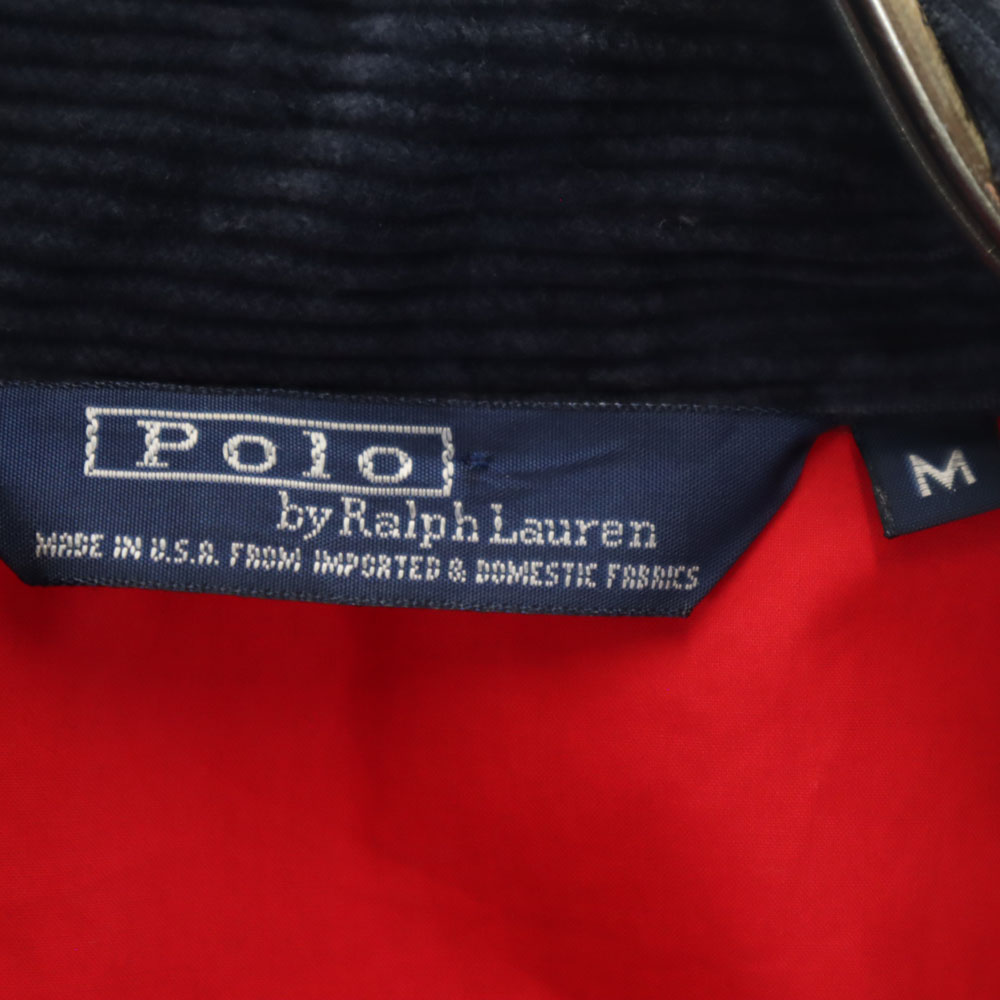 Polo
by Ralph Lauren
MADE IN U.S.A. FROM IMPORTED & DOMESTIC FABRICS
M